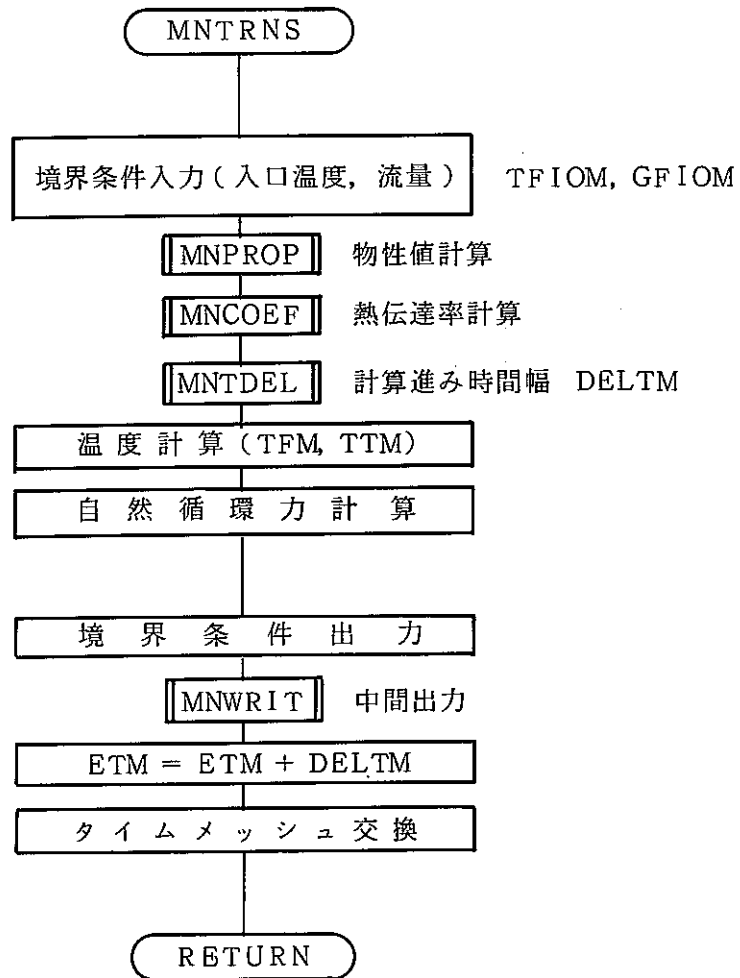 MNTRNS
境界条件入力(入口温度, 流量) TFIOM, GFIOM
MNPROP 物性値計算
MNCOEF 熱伝達率計算
MNTDEL 計算進み時間幅 DELTM
温度計算(TFM, TTM)
自然循環力計算
境界条件出力
MNWRIT 中間出力
ETM = ETM + DELTM
タイムメッシュ交換
RETURN